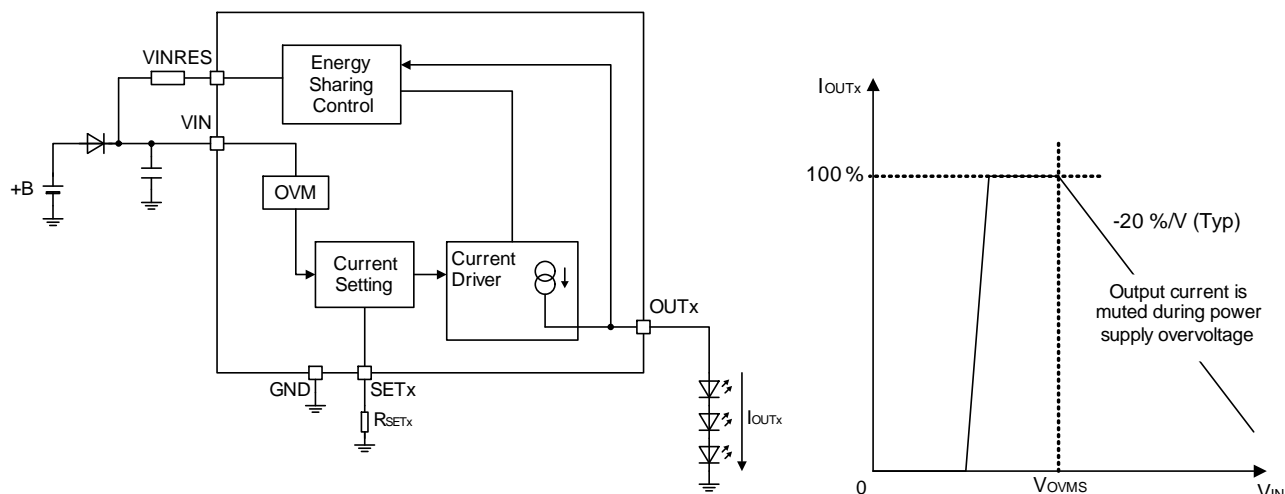 VINRES
Energy
Sharing
Control
VIN
+B
OVM
Current
Setting
Current
Driver
OUTx
GND
SETx
RSETx
IOUTx
IOUTx
100 %
-20 %/V (Typ)
Output current is
muted during power
supply overvoltage
0
VOVMS
VIN